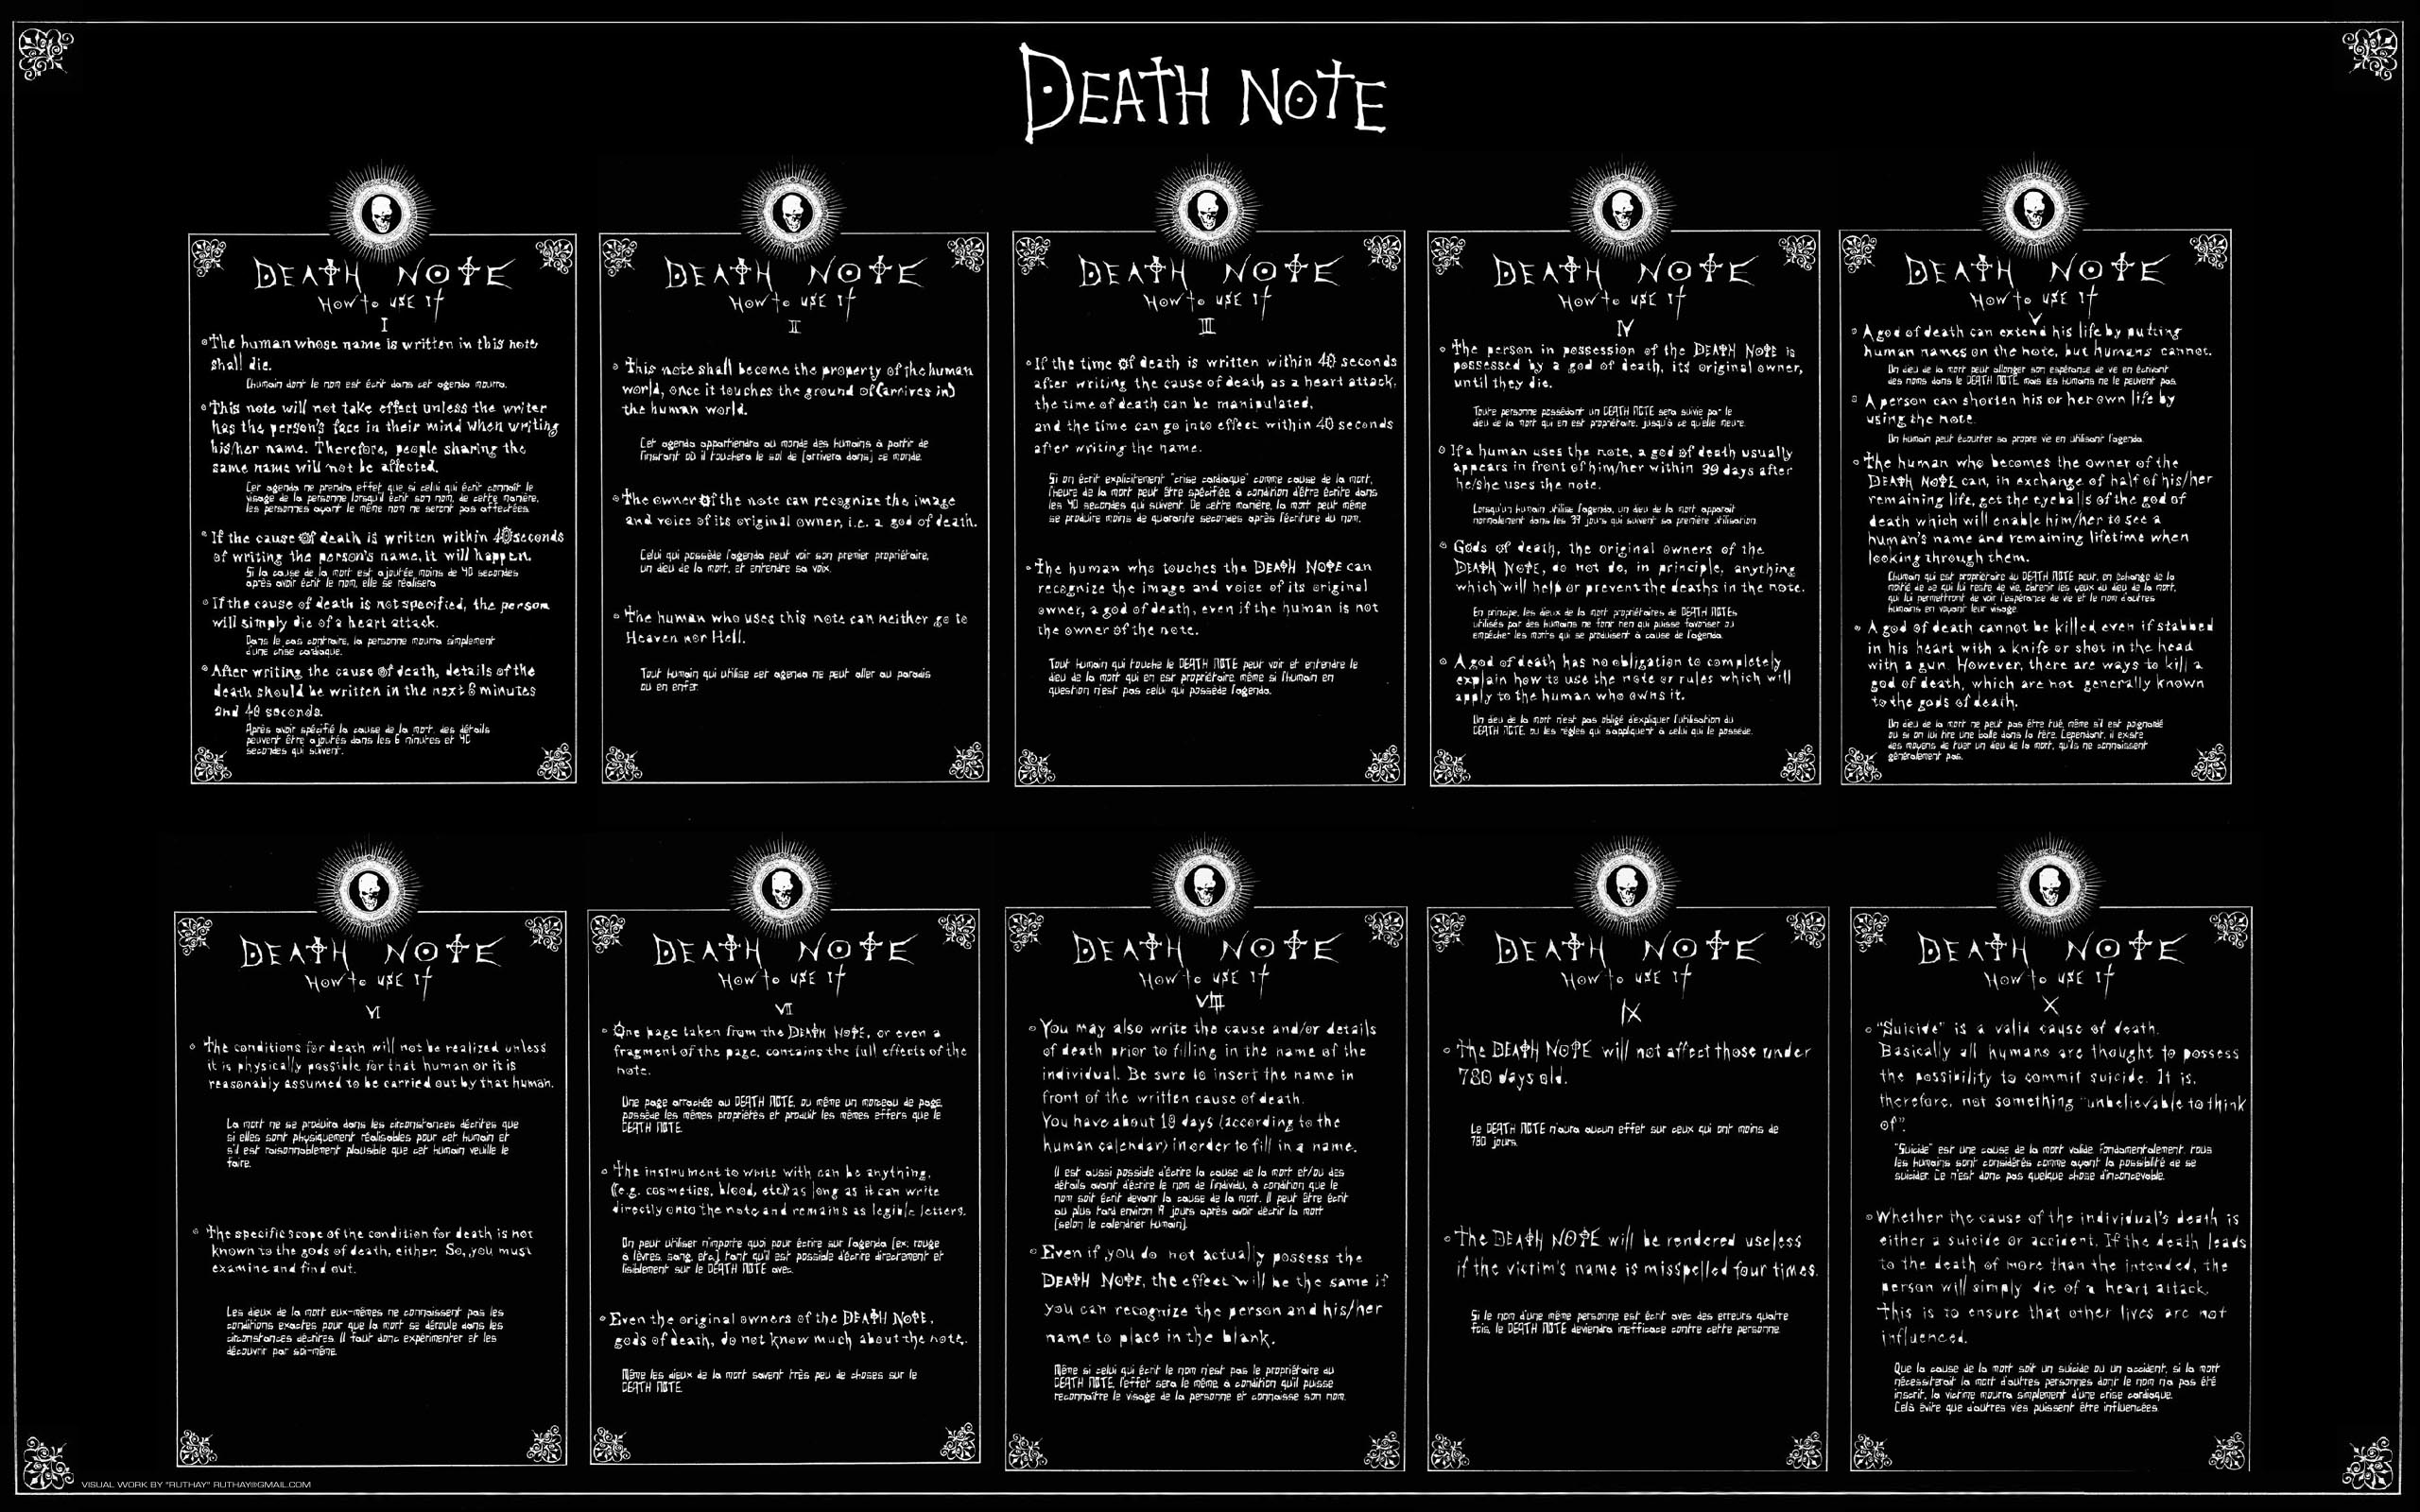 DEATH NOTE
DEATH NOTE
How to use it
I
The human whose name is written in this note
shall die.
L'humain dont le nom est écrit dans cet agenda mourra.
This note will not take effect unless the writer
has the person's face in their mind when writing
his/her name. Therefore, people sharing the
same name will not be affected.
Cet agenda ne prendra effet que si celui qui écrit connaît le
visage de la personne lorsqu'il écrit son nom, de cette manière,
les personnes ayant le même nom ne seront pas affectées.
If the cause of death is written within 40 seconds
of writing the person's name, it will happen.
Si la cause de la mort est ajoutée moins de 40 secondes
après avoir écrit le nom, elle se réalisera
If the cause of death is not specified, the person
will simply die of a heart attack.
Dans le cas contraire, la personne mourra simplement
d'une crise cardiaque.
After writing the cause of death, details of the
death should be written in the next 6 minutes
and 40 seconds.
Après avoir spécifié la cause de la mort, des détails
peuvent être ajoutés dans les 6 minutes et 40
secondes qui suivent.
DEATH NOTE
How to use it
II
This note shall become the property of the human
world, once it touches the ground of (arrives in)
the human world.
Cet agenda appartiendra au monde des humains à partir de
l'instant où il touchera le sol de (arrivera dans) ce monde.
The owner of the note can recognize the image
and voice of its original owner, i.e. a god of death.
Celui qui possède l'agenda peut voir son premier propriétaire,
un dieu de la mort, et entendre sa voix.
The human who uses this note can neither go to
Heaven nor Hell.
Tout humain qui utilise cet agenda ne peut aller au paradis
ou en enfer.
DEATH NOTE
How to use it
III
If the time of death is written within 40 seconds
after writing the cause of death as a heart attack,
the time of death can be manipulated,
and the time can go into effect within 40 seconds
after writing the name.
Si on écrit explicitement "crise cardiaque" comme cause de la mort,
l'heure de la mort peut être spécifiée à condition d'être écrite dans
les 40 secondes qui suivent. De cette manière, la mort peut même
se produire moins de quarante secondes après l'écriture du nom.
The human who touches the DEATH NOTE can
recognize the image and voice of its original
owner, a god of death, even if the human is not
the owner of the note.
Tout humain qui touche le DEATH NOTE peut voir et entendre le
dieu de la mort qui en est propriétaire, même si l'humain en
question n'est pas celui qui possède l'agenda.
DEATH NOTE
How to use it
IV
The person in possession of the DEATH NOTE is
possessed by a god of death, its original owner,
until they die.
Toute personne possédant un DEATH NOTE sera suivie par le
dieu de la mort qui en est propriétaire, jusqu'à ce qu'elle meure.
If a human uses the note, a god of death usually
appears in front of him/her within 39 days after
he/she uses the note.
Lorsqu'un humain utilise l'agenda, un dieu de la mort apparaît
normalement dans les 39 jours qui suivent sa première utilisation.
Gods of death, the original owners of the
DEATH NOTE, do not do, in principle, anything
which will help or prevent the deaths in the note.
En principe, les dieux de la mort propriétaires de DEATH NOTEs
utilisés par des humains ne font rien qui puisse favoriser ou
empêcher les morts qui se produisent à cause de l'agenda.
A god of death has no obligation to completely
explain how to use the note or rules which will
apply to the human who owns it.
Un dieu de la mort n'est pas obligé d'expliquer l'utilisation du
DEATH NOTE ou les règles qui s'appliquent à celui qui le possède.
DEATH NOTE
How to use it
V
A god of death can extend his life by putting
human names on the note, but humans cannot.
Un dieu de la mort peut allonger son espérance de vie en écrivant
des noms dans le DEATH NOTE, mais les humains ne le peuvent pas.
A person can shorten his or her own life by
using the note.
Un humain peut écourter sa propre vie en utilisant l'agenda.
The human who becomes the owner of the
DEATH NOTE can, in exchange of half of his/her
remaining life, get the eyeballs of the god of
death which will enable him/her to see a
human's name and remaining lifetime when
looking through them.
L'humain qui est propriétaire du DEATH NOTE peut, en échange de la
moitié de ce qui lui reste de vie, obtenir les yeux du dieu de la mort,
qui lui permettront de voir l'espérance de vie et le nom d'autres
humains en voyant leur visage.
A god of death cannot be killed even if stabbed
in his heart with a knife or shot in the head
with a gun. However, there are ways to kill a
god of death, which are not generally known
to the gods of death.
Un dieu de la mort ne peut pas être tué, même s'il est poignardé
ou si on lui tire une balle dans la tête. Cependant, il existe
des moyens de tuer un dieu de la mort, qu'ils ne connaissent
généralement pas.
DEATH NOTE
How to use it
VI
The conditions for death will not be realized unless
it is physically possible for that human or it is
reasonably assumed to be carried out by that human.
La mort ne se produira dans les circonstances décrites que
si elles sont physiquement réalisables pour cet humain et
s'il est raisonnablement plausible que cet humain veuille le
faire.
The specific scope of the condition for death is not
known to the gods of death, either. So, you must
examine and find out.
Les dieux de la mort eux-mêmes ne connaissent pas les
conditions exactes pour que la mort se déroule dans les
circonstances décrites. Il faut donc expérimenter et les
découvrir par soi-même.
DEATH NOTE
How to use it
VII
One page taken from the DEATH NOTE, or even a
fragment of the page, contains the full effects of the
note.
Une page arrachée au DEATH NOTE, ou même un morceau de page,
possède les mêmes propriétés et produit les mêmes effets que le
DEATH NOTE.
The instrument to write with can be anything,
(e.g. cosmetics, blood, etc) as long as it can write
directly onto the note and remains as legible letters.
On peut utiliser n'importe quoi pour écrire sur l'agenda (ex: rouge
à lèvres, sang, etc.) tant qu'il est possible d'écrire directement et
lisiblement sur le DEATH NOTE avec.
Even the original owners of the DEATH NOTE,
gods of death, do not know much about the note.
Même les dieux de la mort savent très peu de choses sur le
DEATH NOTE.
DEATH NOTE
How to use it
VIII
You may also write the cause and/or details
of death prior to filling in the name of the
individual. Be sure to insert the name in
front of the written cause of death.
You have about 19 days (according to the
human calendar) in order to fill in a name.
Il est aussi possible d'écrire la cause de la mort et/ou des
détails avant d'écrire le nom de l'individu, à condition que le
nom soit écrit devant la cause de la mort. Il peut être écrit
au plus tard environ 19 jours après avoir décrit la mort
(selon le calendrier humain).
Even if you do not actually possess the
DEATH NOTE, the effect will be the same if
you can recognize the person and his/her
name to place in the blank.
Même si celui qui écrit le nom n'est pas le propriétaire du
DEATH NOTE, l'effet sera le même, à condition qu'il puisse
reconnaître le visage de la personne et connaisse son nom.
DEATH NOTE
How to use it
IX
The DEATH NOTE will not affect those under
780 days old.
Le DEATH NOTE n'aura aucun effet sur ceux qui ont moins de
780 jours.
The DEATH NOTE will be rendered useless
if the victim's name is misspelled four times.
Si le nom d'une même personne est écrit avec des erreurs quatre
fois, le DEATH NOTE deviendra inefficace contre cette personne.
DEATH NOTE
How to use it
X
"Suicide" is a valid cause of death.
Basically all humans are thought to possess
the possibility to commit suicide. It is,
therefore, not something "unbelievable to think
of".
"Suicide" est une cause de la mort valide. Fondamentalement, tous
les humains sont considérés comme ayant la possibilité de se
suicider. Ce n'est donc pas quelque chose d'inconcevable.
Whether the cause of the individual's death is
either a suicide or accident, If the death leads
to the death of more than the intended, the
person will simply die of a heart attack.
This is to ensure that other lives are not
influenced.
Que la cause de la mort soit un suicide ou un accident, si la mort
nécessiterait la mort d'autres personnes dont le nom n'a pas été
inscrit, la victime mourra simplement d'une crise cardiaque.
Cela évite que d'autres vies puissent être influencées.
VISUAL WORK BY "RUTHAY" RUTHAY@GMAIL.COM